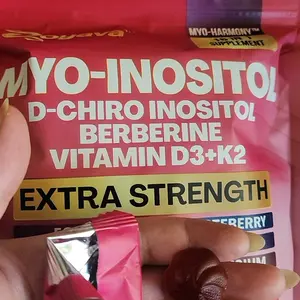 MYO-HARMONY™
SUPPLEMENT
MYO-INOSITOL
D-CHIRO INOSITOL
BERBERINE
VITAMIN D3+K2
EXTRA STRENGTH